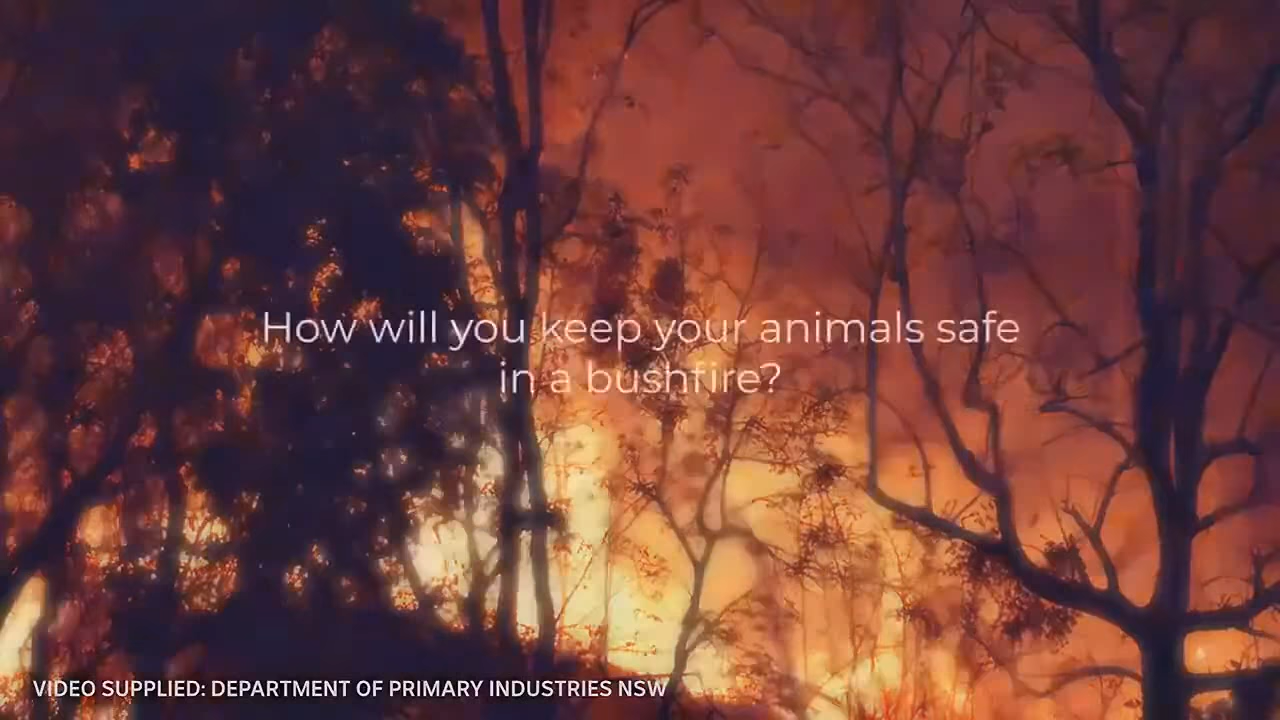 How will you keep your animals safe
in a bushfire?
VIDEO SUPPLIED: DEPARTMENT OF PRIMARY INDUSTRIES NSW